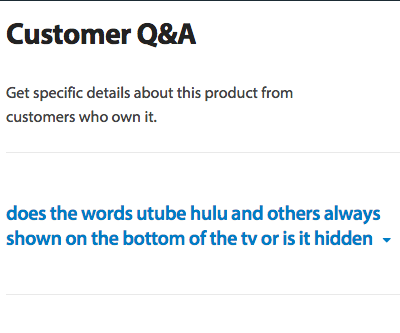 Customer Q&A
Get specific details about this product from
customers who own it.
does the words utube hulu and others always
shown on the bottom of the tv or is it hidden